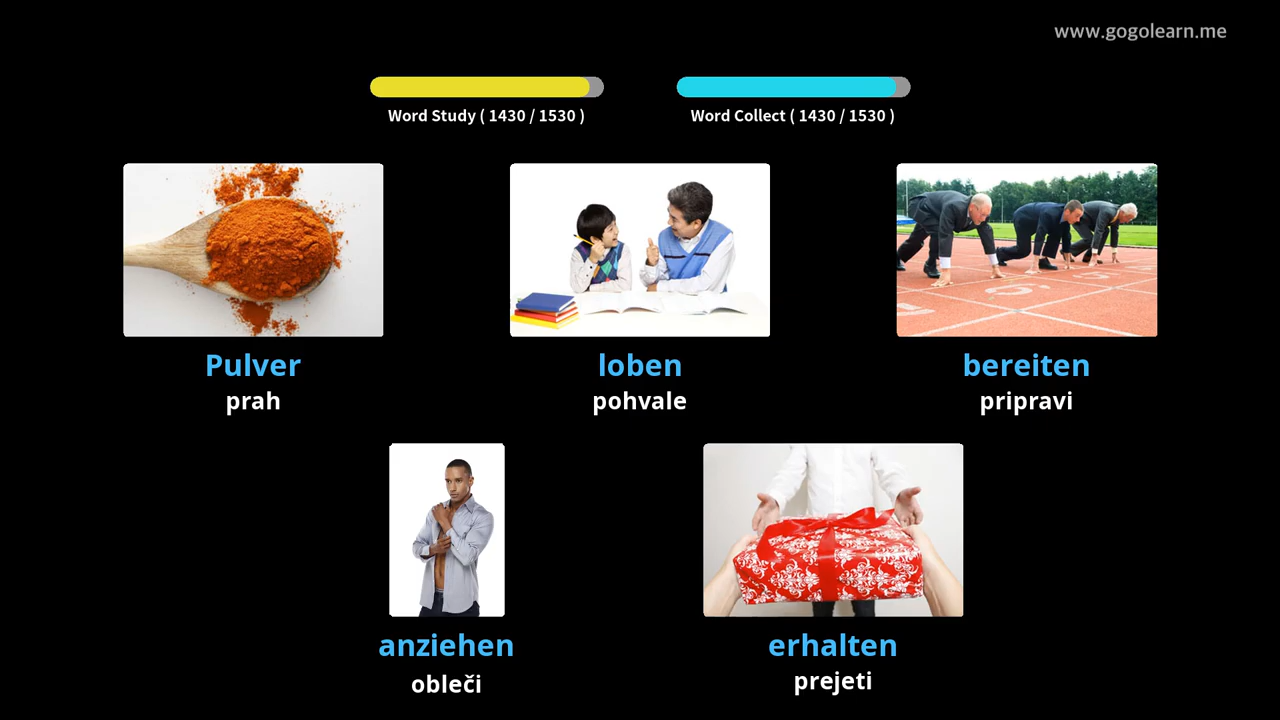 www.gogolearn.me
Word Study ( 1430 / 1530 )
Word Collect ( 1430 / 1530 )
Pulver
prah
loben
pohvale
bereiten
pripravi
anziehen
obleči
erhalten
prejeti